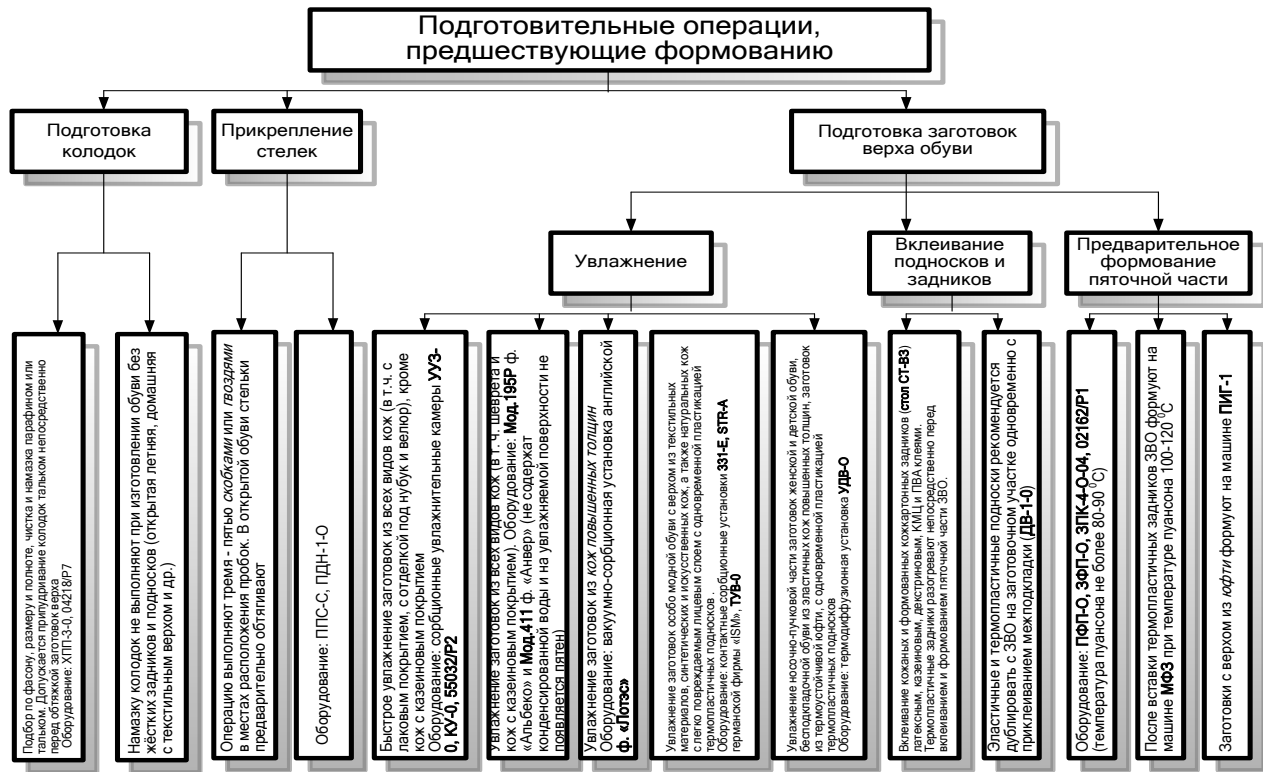 Подготовительные операции,
предшествующие формованию
Подготовка
колодок
Прикрепление
стелек
Подготовка заготовок
верха обуви
Увлажнение
Вклеивание
подносков и
задников
Предварительное
формование
пяточной части
Подбор по фасону, размеру и полноте, чистка и намазка парафином или
тальком. Допускается припудривание колодок тальком непосредственно
перед обтяжкой заготовок верха
Оборудование: ХПП-3-0, 04218/Р7
Намазку колодок не выполняют при изготовлении обуви без
жёстких задников и подносков (открытая летняя, домашняя
с текстильным верхом и др.)
Операцию выполняют тремя - пятью скобками или гвоздями
в местах расположения пробок. В открытой обуви стельки
предварительно обтягивают
Оборудование: ППС-С, ПДН-1-О
Быстрое увлажнение заготовок из всех видов кож (в т.ч. с
лаковым покрытием, с отделкой под нубук и велюр), кроме
кож с казеиновым покрытием
Оборудование: сорбционные увлажнительные камеры УУЗ-
0, КУ-0, 55032/Р2
Увлажнение заготовок из всех видов кож (в т. ч. шеврета и
кож с казеиновым покрытием). Оборудование: Мод.195Р ф.
«Альбеко» и Мод.411 ф. «Анвер» (не содержат
конденсированной воды и на увлажняемой поверхности не
появляется пятен)
Увлажнение заготовок из кож повышенных толщин
Оборудование: вакуумно-сорбционная установка английской
ф. «Лотэс»
Увлажнение заготовок особо модной обуви с верхом из текстильных
материалов, синтетических и искусственных кож, а также натуральных кож
с легко повреждаемым лицевым слоем с одновременной пластикацией
термопластичных подносков .
Оборудование: контактные сорбционные установки 331-Е, STR-A
германской фирмы «ISM», ТУВ-0
Увлажнение носочно-пучковой части заготовок женской и детской обуви,
бесподкладочной обуви из эластичных кож повышенных толщин, заготовок
из термоустойчивой юфти, с одновременной пластикацией
термопластичных подносков
Оборудование: термодиффузионная установка УДВ-О
Вклеивание кожаных и формованных кожкартонных задников (стол СТ-ВЗ)
латексным, казеиновым, декстриновым, КМЦ и ПВА клеями.
Термопластичные задники разогревают непосредственно перед
вклеиванием и формованием пяточной части ЗВО.
Эластичные и термопластичные подноски рекомендуется
дублировать с ЗВО на заготовочном участке одновременно с
приклеиванием межподкладки (ДВ-1-0)
Оборудование: ПФП-О, ЗФП-О, ЗПК-4-О-04, 02162/Р1
(температура пуансона не более 80-90 ⁰С)
После вставки термопластичных задников ЗВО формуют на
машине МФЗ при температуре пуансона 100-120 ⁰С
Заготовки с верхом из юфти формуют на машине ПИГ-1